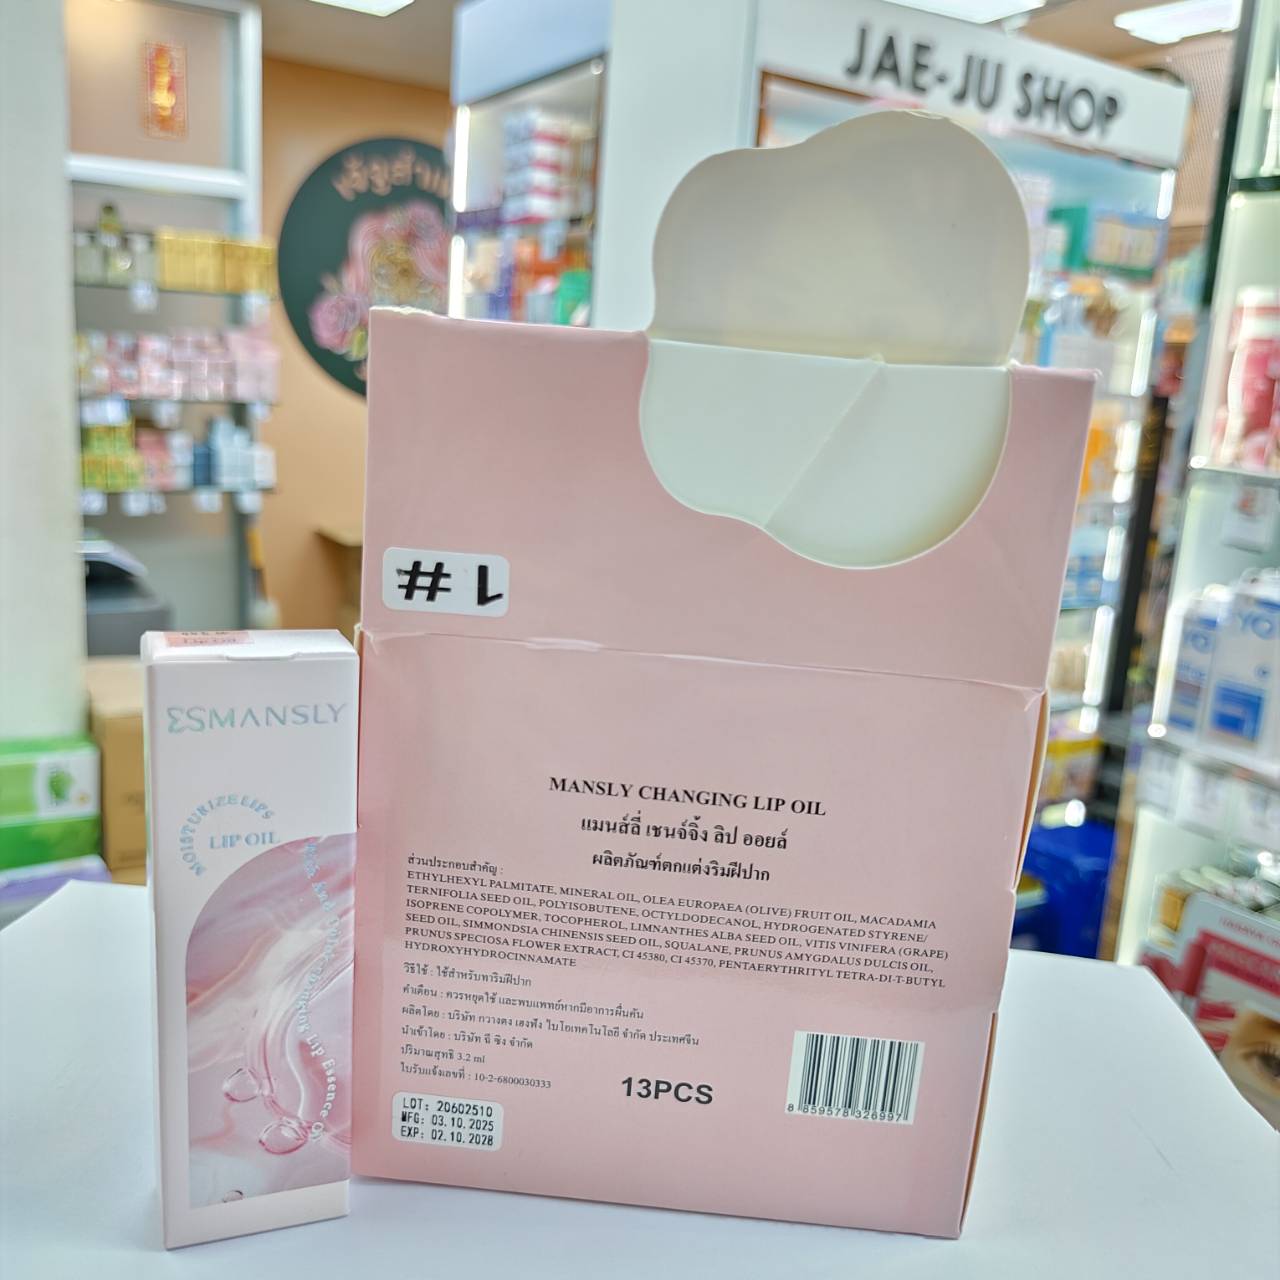 JAE-JU SHOP
# 1
ESMANSLY
MOISTURIZE LIPS
LIP OIL
MANSLY CHANGING LIP OIL
แมนส์ลี่ เชนจ์จิ้ง ลิป ออยล์
ผลิตภัณฑ์ตกแต่งริมฝีปาก
ส่วนประกอบสำคัญ :
ETHYLHEXYL PALMITATE, MINERAL OIL, OLEA EUROPAEA (OLIVE) FRUIT OIL, MACADAMIA
TERNIFOLIA SEED OIL, POLYISOBUTENE, OCTYLDODECANOL, HYDROGENATED STYRENE/
ISOPRENE COPOLYMER, TOCOPHEROL, LIMNANTHES ALBA SEED OIL, VITIS VINIFERA (GRAPE)
SEED OIL, SIMMONDSIA CHINENSIS SEED OIL, SQUALANE, PRUNUS AMYGDALUS DULCIS OIL,
PRUNUS SPECIOSA FLOWER EXTRACT, CI 45380, CI 45370, PENTAERYTHRITYL TETRA-DI-T-BUTYL
HYDROXYHYDROCINNAMATE
วิธีใช้ : ใช้สำหรับทาริมฝีปาก
คำเตือน : ควรหยุดใช้ และพบแพทย์หากมีอาการผื่นคัน
ผลิตโดย : บริษัท กวางตง เฮงฟัง ไบโอเทคโนโลยี จำกัด ประเทศจีน
นำเข้าโดย : บริษัท ฉี ซิง จำกัด
ปริมาณสุทธิ 3.2 ml
ใบรับแจ้งเลขที่ : 10-2-6800030333
13PCS
8 859578 326997
LOT: 20602510
MFG: 03.10.2025
EXP: 02.10.2028
Lip Essence Oil